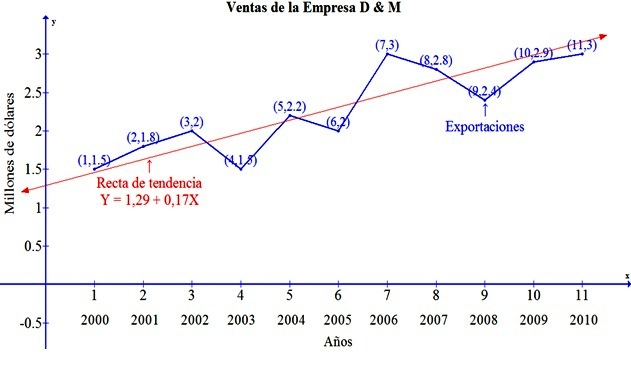 Ventas de la Empresa D & M
y
Millones de dólares
3
2.5
2
1.5
1
0.5
-0.5
(1,1.5)
(2,1.8)
(3,2)
(4,1.5)
(5,2.2)
(6,2)
(7,3)
(8,2.8)
(9,2.4)
(10,2.9)
(11,3)
Exportaciones
Recta de tendencia
Y = 1,29 + 0,17X
x
1 2 3 4 5 6 7 8 9 10 11
2000 2001 2002 2003 2004 2005 2006 2007 2008 2009 2010
Años